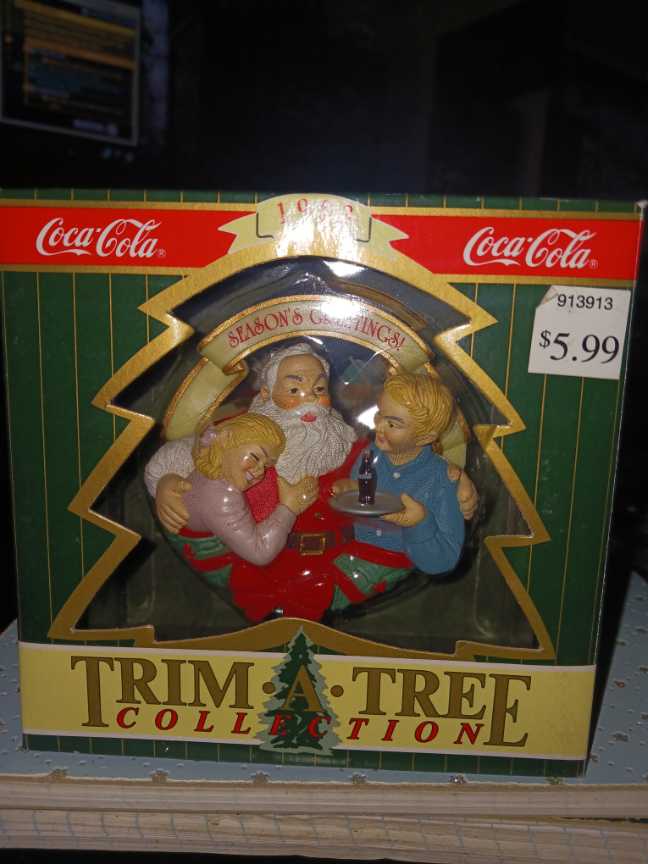 Coca-Cola®
Coca-Cola®
913913
$5.99
SEASON'S GREETINGS!
TRIM·A·TREE
COLLECTION